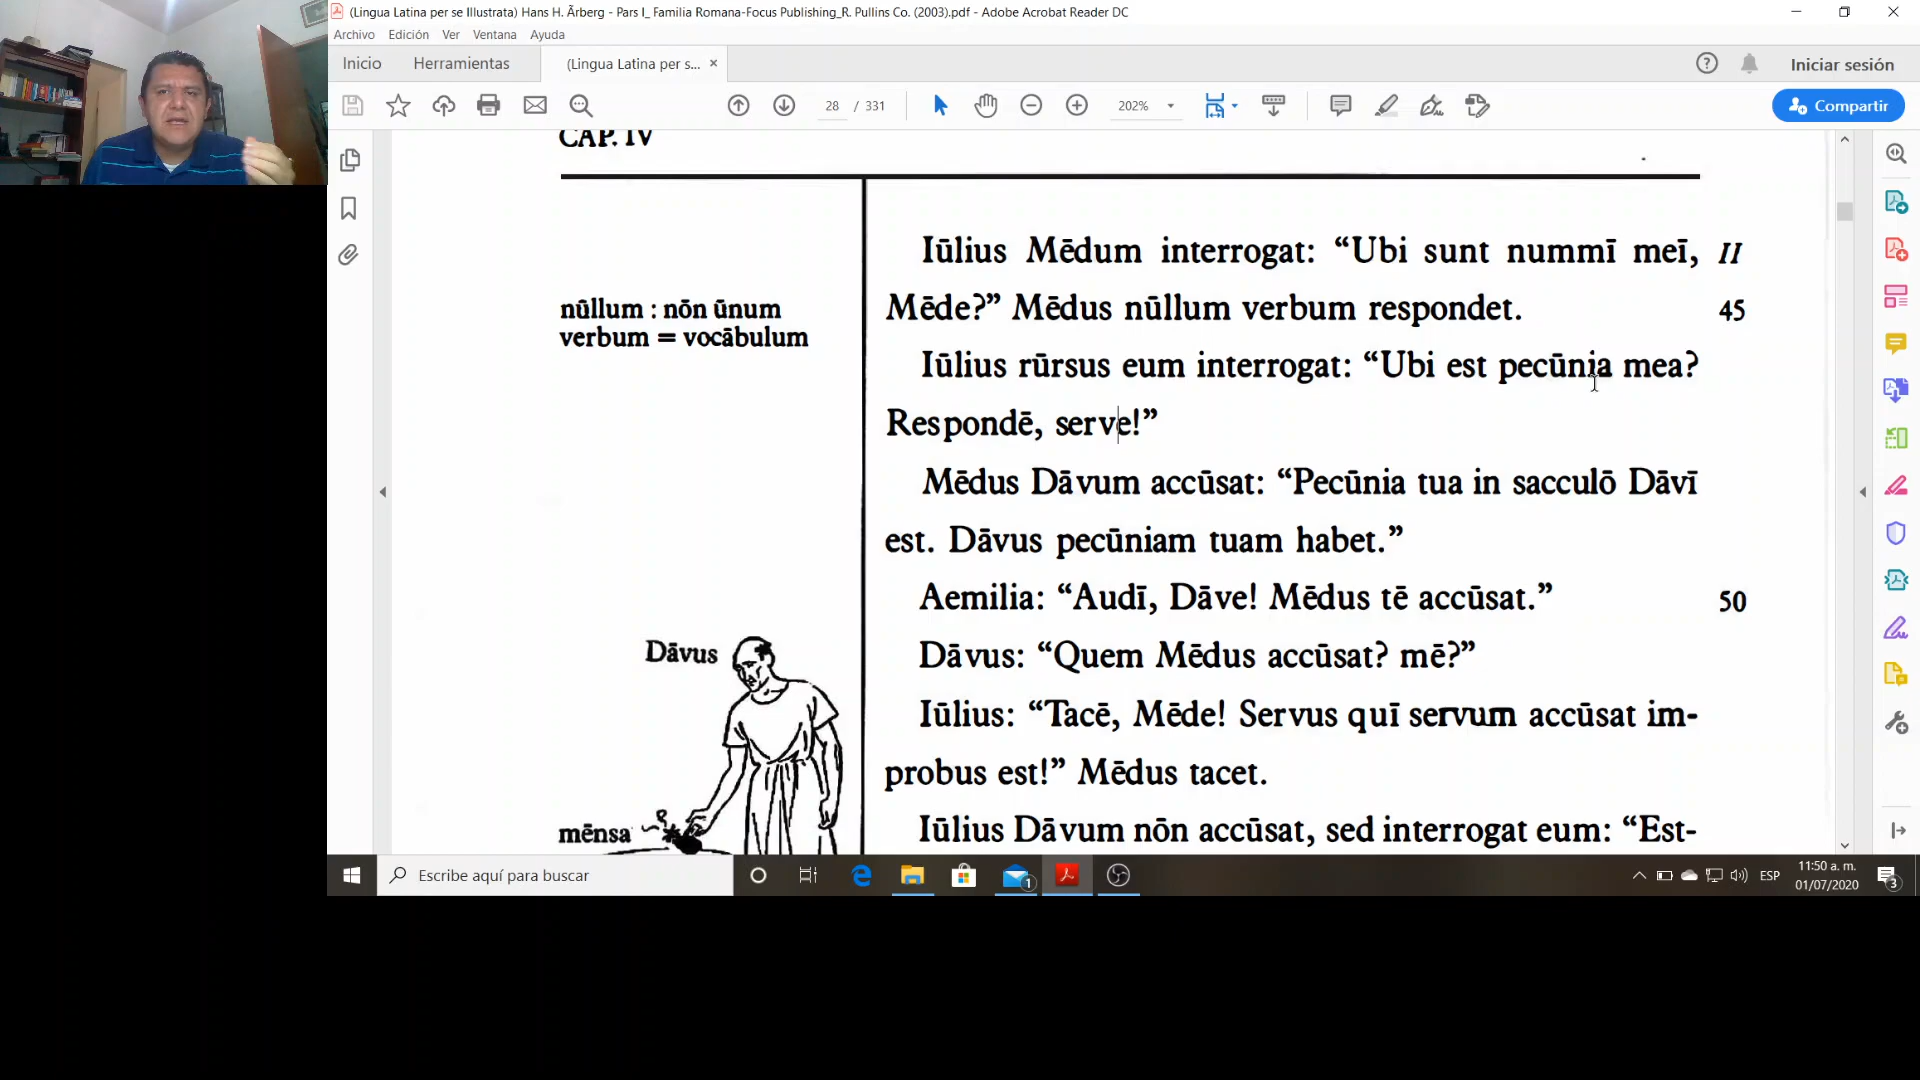 (Lingua Latina per se Illustrata) Hans H. Ãrberg - Pars I_ Familia Romana-Focus Publishing_R. Pullins Co. (2003).pdf - Adobe Acrobat Reader DC
Archivo Edición Ver Ventana Ayuda
Inicio Herramientas (Lingua Latina per s... × Iniciar sesión
28 / 331 202% Compartir
CAP. IV
Iūlius Mēdum interrogat: “Ubi sunt nummī meī, II
Mēde?” Mēdus nūllum verbum respondet. 45
nūllum : nōn ūnum
verbum = vocābulum
Iūlius rūrsus eum interrogat: “Ubi est pecūnia mea?
Respondē, serve!”
Mēdus Dāvum accūsat: “Pecūnia tua in sacculō Dāvī
est. Dāvus pecūniam tuam habet.”
Aemilia: “Audī, Dāve! Mēdus tē accūsat.” 50
Dāvus: “Quem Mēdus accūsat? mē?”
Iūlius: “Tacē, Mēde! Servus quī servum accūsat im-
probus est!” Mēdus tacet.
Iūlius Dāvum nōn accūsat, sed interrogat eum: “Est-
Dāvus
mēnsa
Escribe aquí para buscar
1
ESP
11:50 a. m.
01/07/2020
3